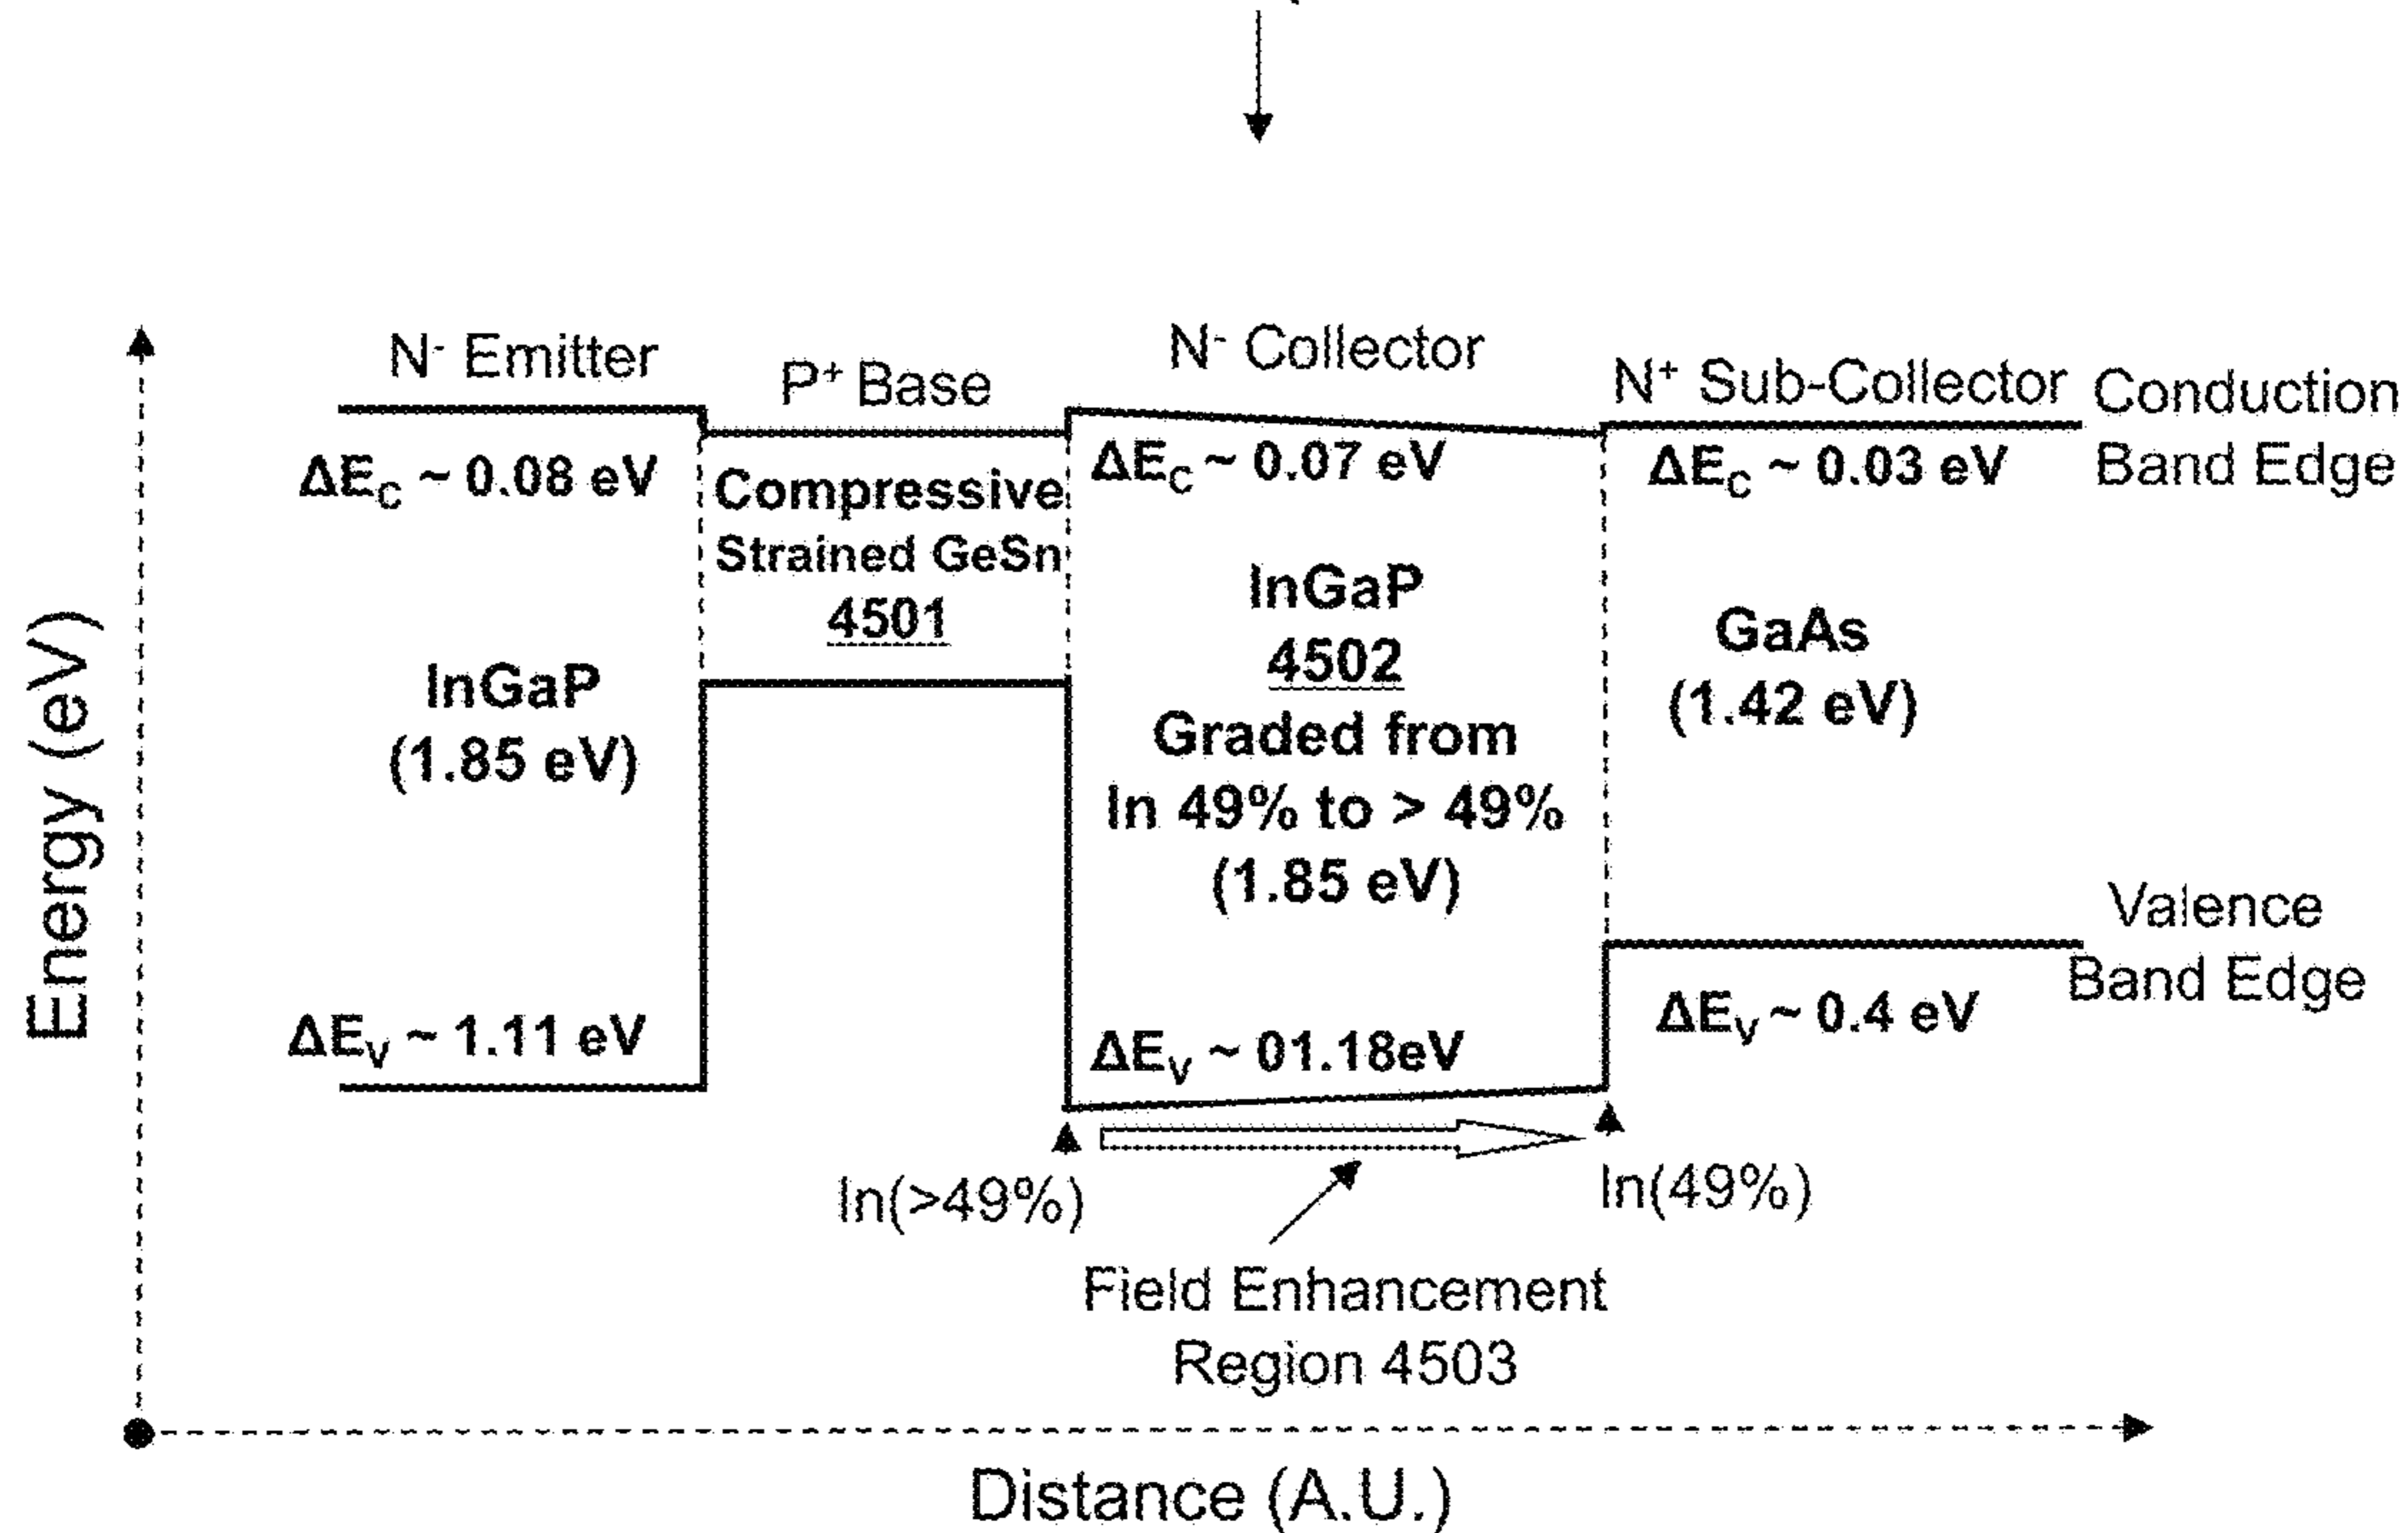 N- Emitter
P+ Base
N- Collector
N+ Sub-Collector
Conduction
Band Edge
ΔEC ~ 0.08 eV
Compressive
Strained GeSn
4501
ΔEC ~ 0.07 eV
ΔEC ~ 0.03 eV
InGaP
(1.85 eV)
InGaP
4502
Graded from
In 49% to > 49%
(1.85 eV)
GaAs
(1.42 eV)
Valence
Band Edge
ΔEV ~ 1.11 eV
ΔEV ~ 01.18eV
ΔEV ~ 0.4 eV
In(>49%)
In(49%)
Field Enhancement
Region 4503
Energy (eV)
Distance (A.U.)